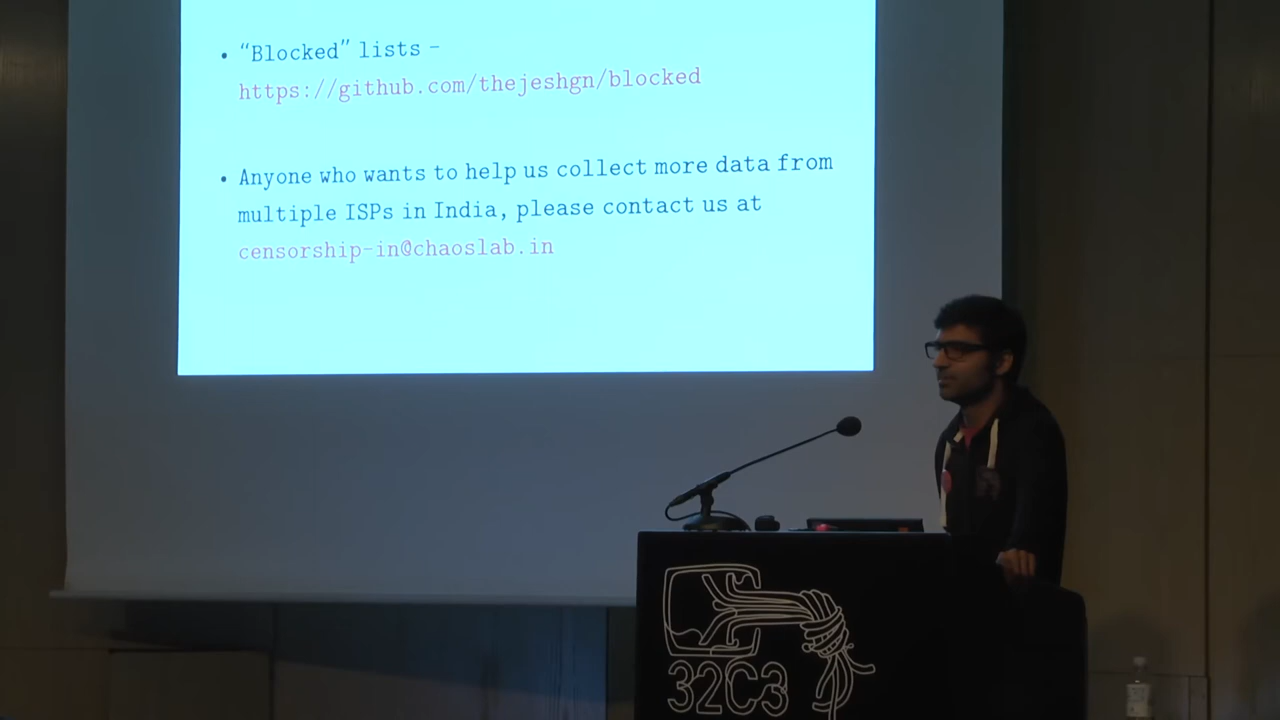 • “Blocked” lists –
https://github.com/thejeshgn/blocked
• Anyone who wants to help us collect more data from
multiple ISPs in India, please contact us at
censorship-in@chaoslab.in
32C3